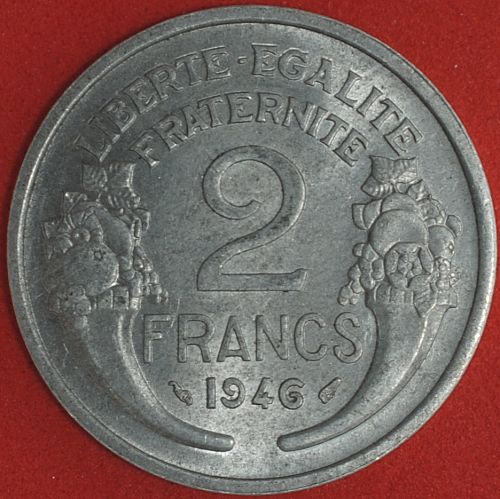 LIBERTE-EGALITE
FRATERNITE
2
FRANCS
1946